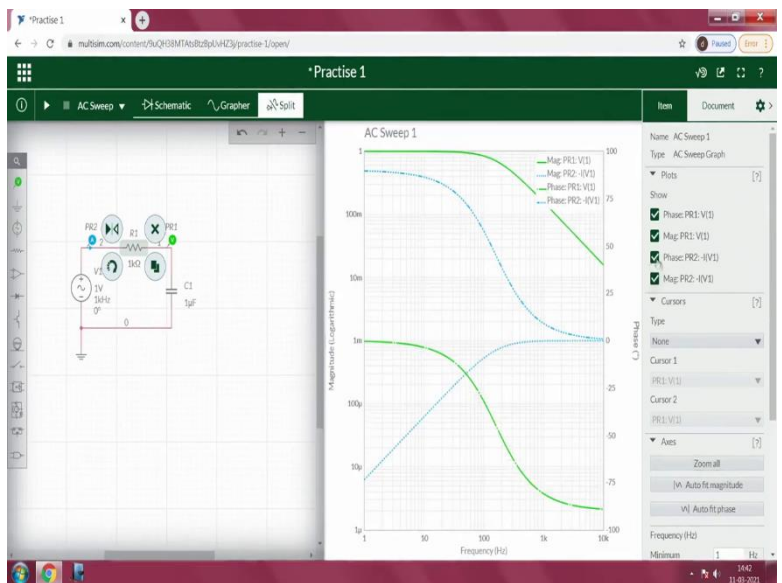 *Practise 1
multisim.com/content/9uQH38MTAtsBtzBpUvHZ3j/practise-1/open/
Paused
Error
*Practise 1
AC Sweep
Schematic
Grapher
Split
Item
Document
PR2
2
R1
1kΩ
1
PR1
A
V
V1
1V
1kHz
0°
C1
1µF
0
AC Sweep 1
Mag: PR1: V(1)
Mag: PR2: -I(V1)
Phase: PR1: V(1)
Phase: PR2: -I(V1)
Magnitude (Logarithmic)
1
100m
10m
1m
100µ
10µ
1µ
Phase (°)
100
75
50
25
0
-25
-50
-75
-100
1
10
100
1k
10k
Frequency (Hz)
Name AC Sweep 1
Type AC Sweep Graph
Plots [?]
Show
Phase: PR1: V(1)
Mag: PR1: V(1)
Phase: PR2: -I(V1)
Mag: PR2: -I(V1)
Cursors [?]
Type
None
Cursor 1
PR1: V(1)
Cursor 2
PR1: V(1)
Axes [?]
Zoom all
Auto fit magnitude
Auto fit phase
Frequency (Hz)
Minimum 1 Hz
14:42
11-03-2021